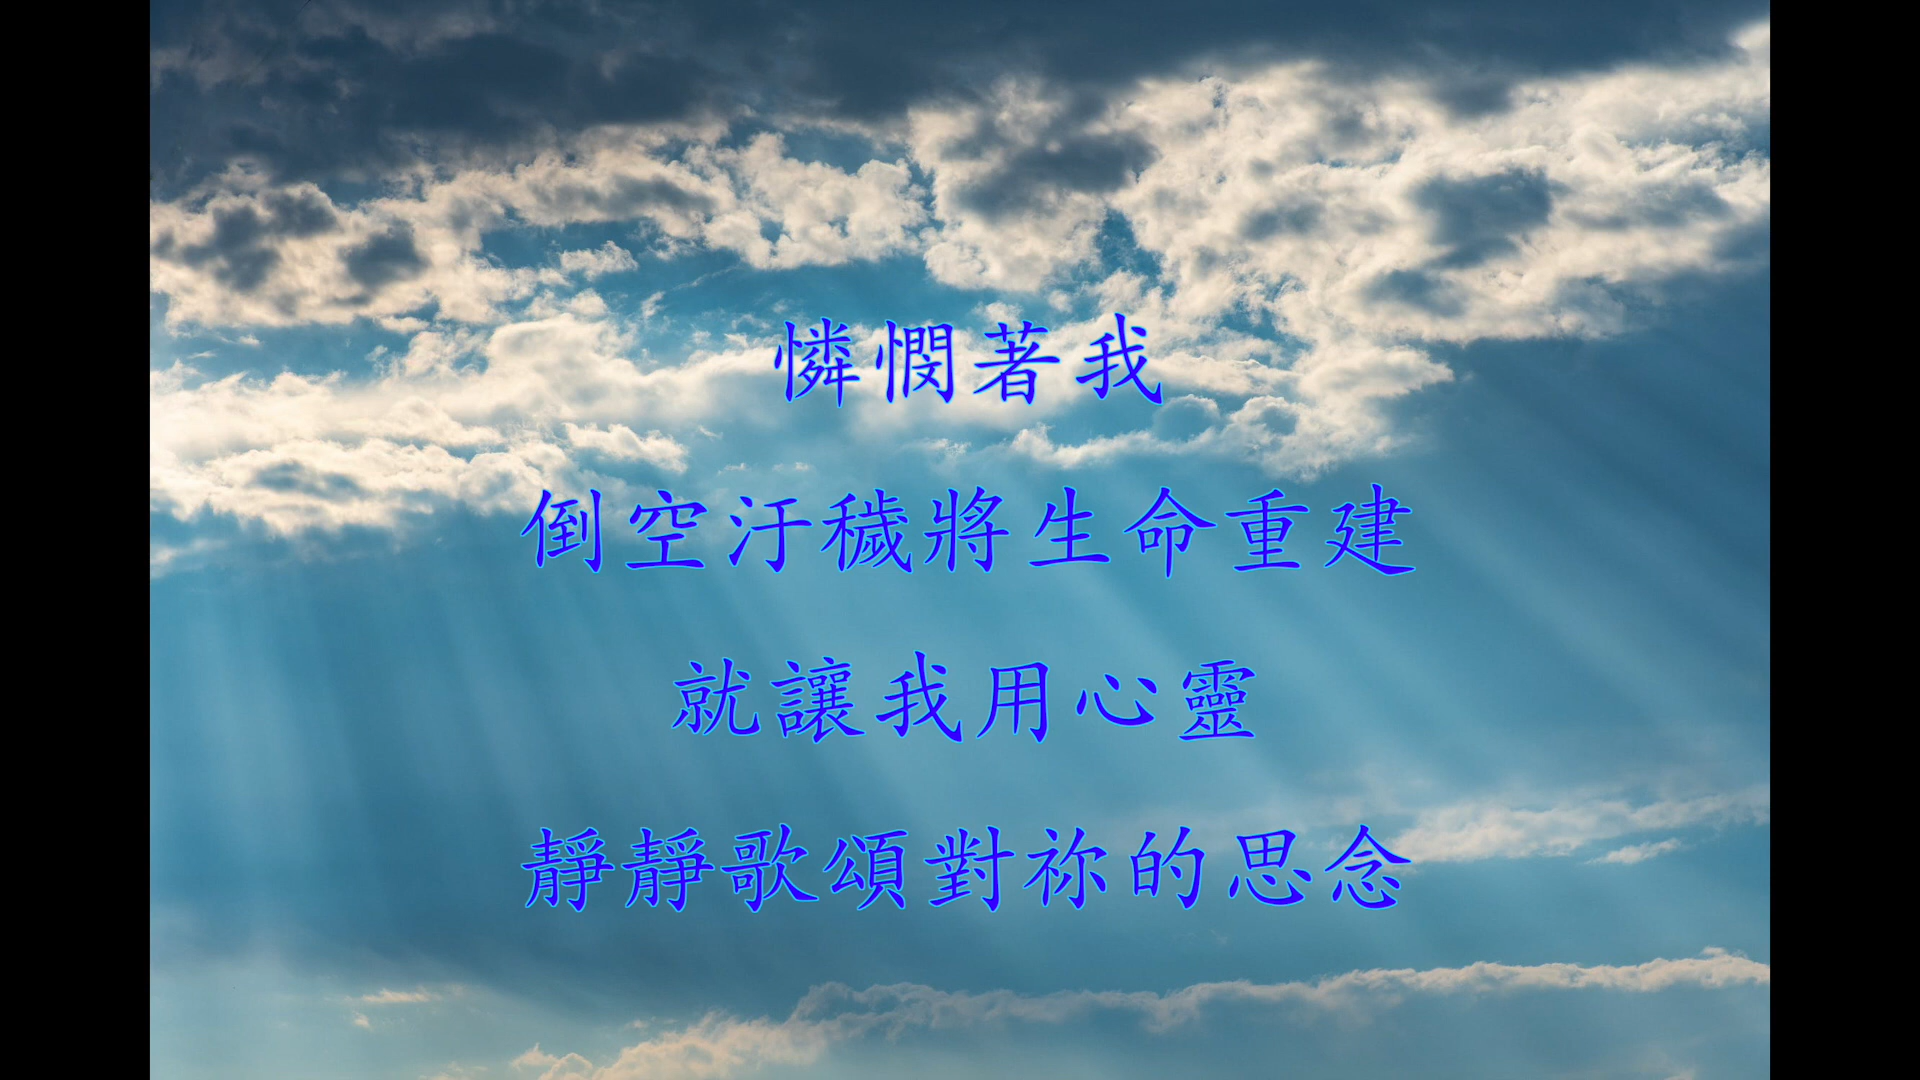 憐憫著我
倒空汙穢將生命重建
就讓我用心靈
靜靜歌頌對祢的思念